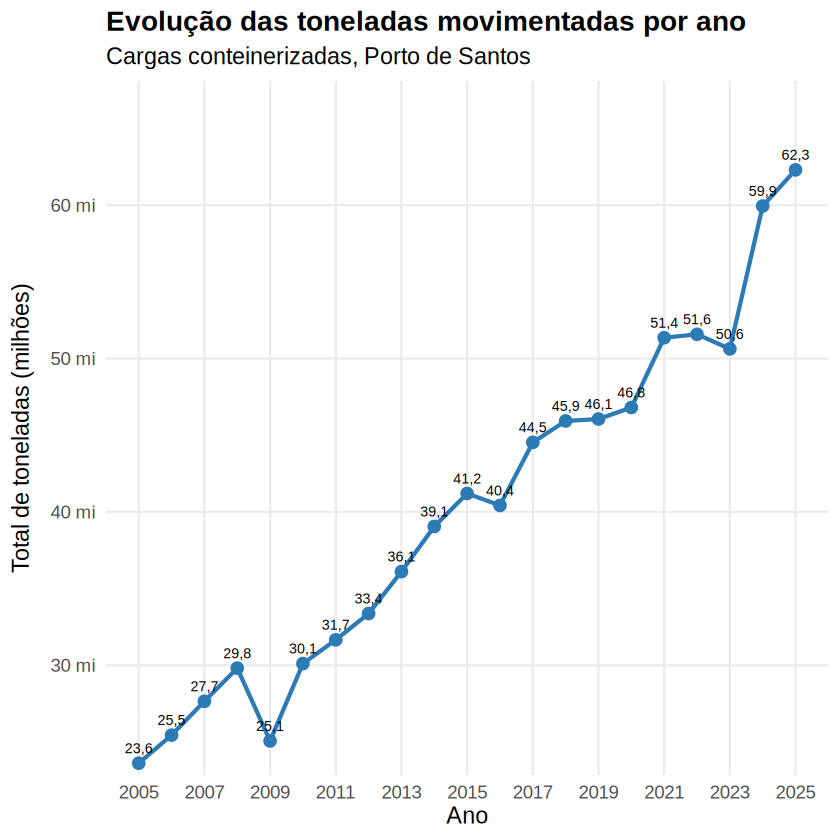 Evolução das toneladas movimentadas por ano
Cargas conteinerizadas, Porto de Santos
62,3
59,9
60 mi
51,4
51,6
50,6
50 mi
46,8
45,9
46,1
44,5
41,2
40,4
40 mi
39,1
36,1
33,4
31,7
30,1
29,8
30 mi
27,7
25,5
25,1
23,6
Total de toneladas (milhões)
2005 2007 2009 2011 2013 2015 2017 2019 2021 2023 2025
Ano